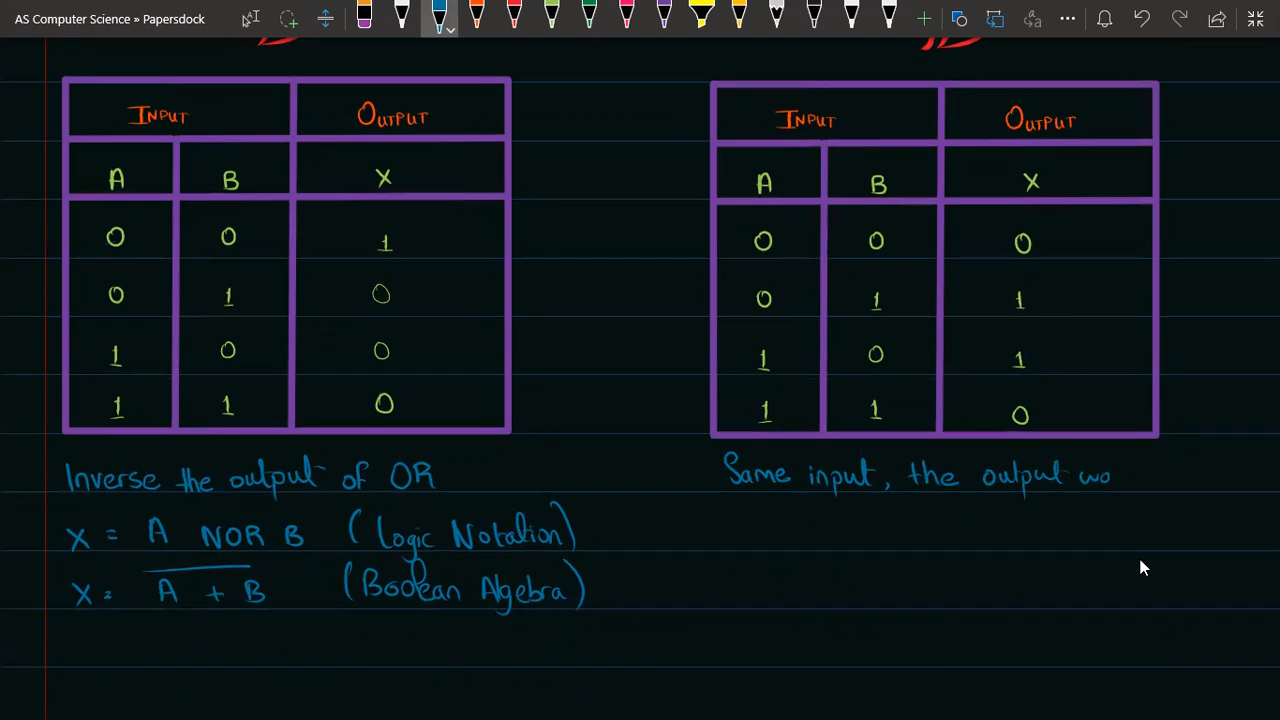 AS Computer Science » Papersdock
INPUT OUTPUT
A B X
0 0 1
0 1 0
1 0 0
1 1 0
Inverse the output of OR
X = A NOR B (Logic Notation)
X = A + B (Boolean Algebra)
INPUT OUTPUT
A B X
0 0 0
0 1 1
1 0 1
1 1 0
Same input, the output wo